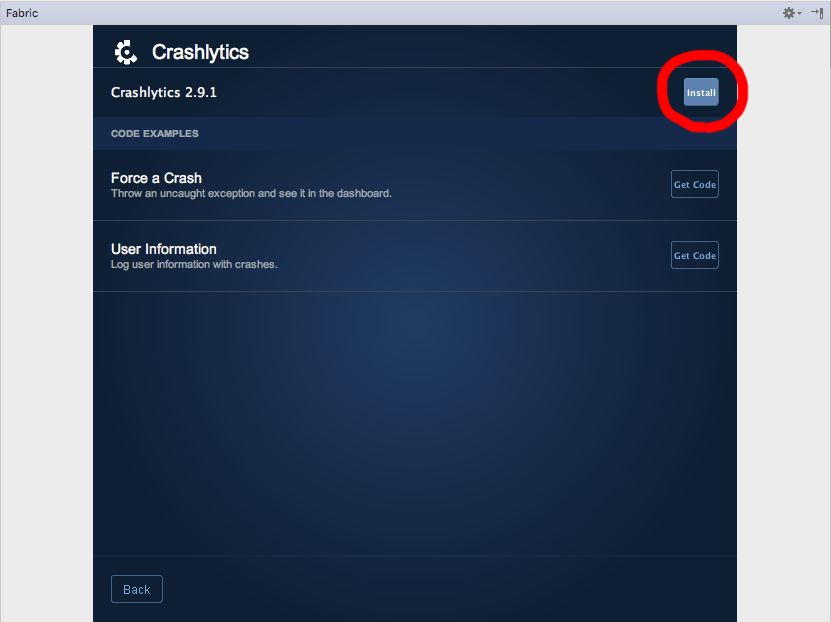 Fabric
Crashlytics
Crashlytics 2.9.1
Install
CODE EXAMPLES
Force a Crash
Throw an uncaught exception and see it in the dashboard.
Get Code
User Information
Log user information with crashes.
Get Code
Back